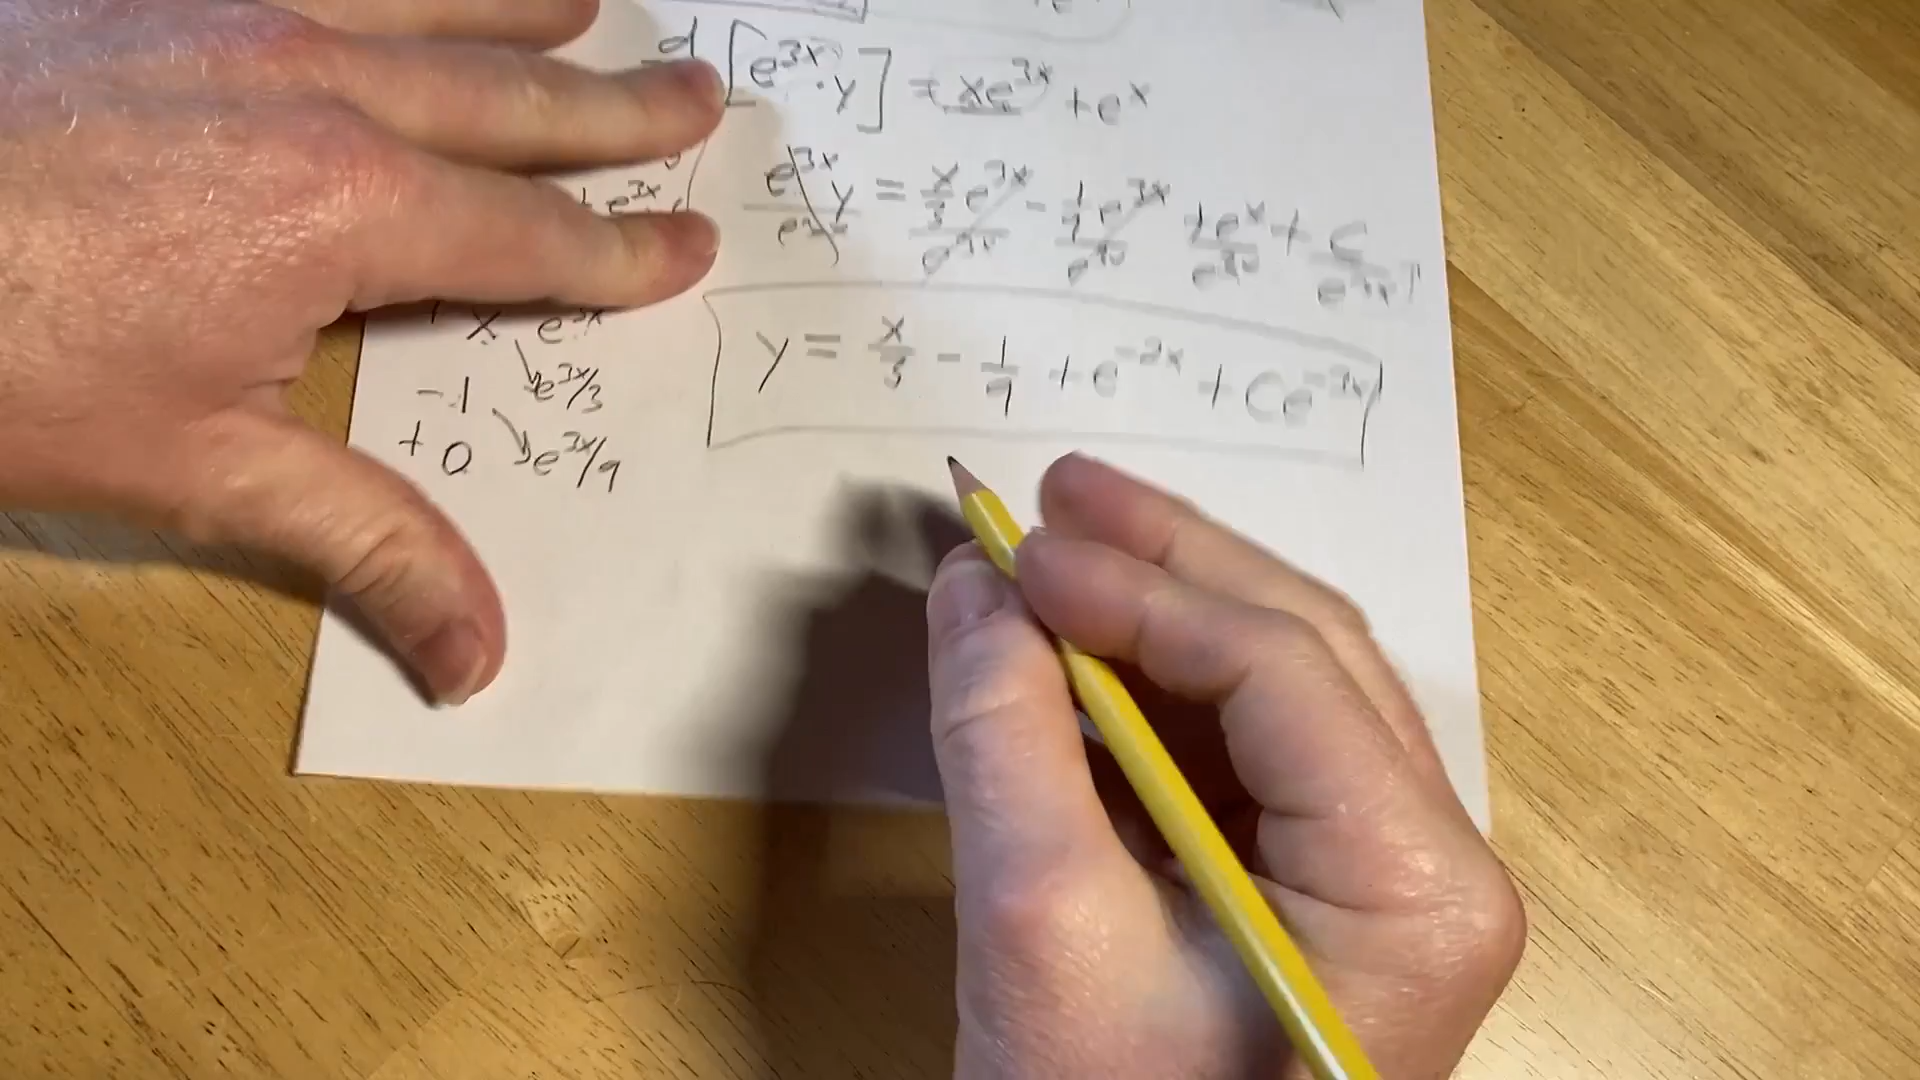 d [e^{3x} · y] = xe^{3x} + e^x
e^{3x} y / e^{3x} = x/3 e^{3x} / e^{3x} - 1/9 e^{3x} / e^{3x} + e^x / e^{3x} + C / e^{3x}
y = x/3 - 1/9 + e^{-2x} + Ce^{-3x}
+ x e^{3x}
-1 e^{3x}/3
+ 0 e^{3x}/9